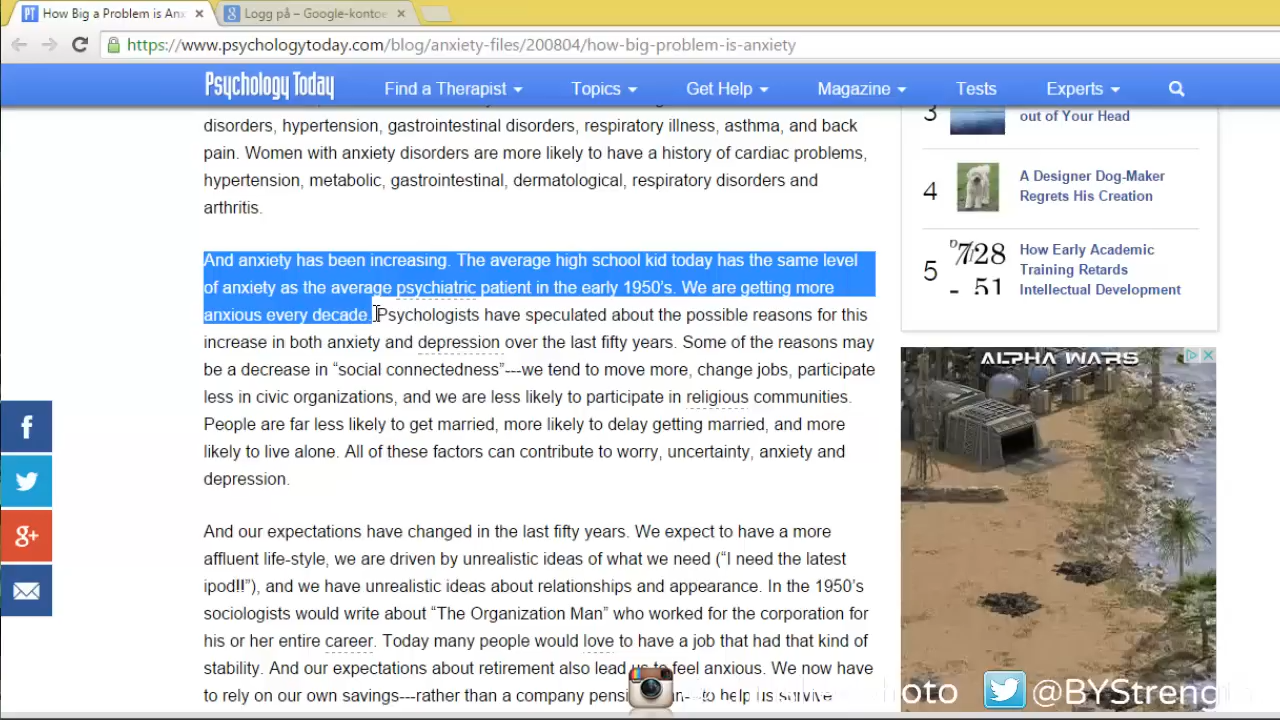 How Big a Problem is Anx
Logg på – Google-kontoe
https://www.psychologytoday.com/blog/anxiety-files/200804/how-big-problem-is-anxiety
Psychology Today
Find a Therapist
Topics
Get Help
Magazine
Tests
Experts
disorders, hypertension, gastrointestinal disorders, respiratory illness, asthma, and back
pain. Women with anxiety disorders are more likely to have a history of cardiac problems,
hypertension, metabolic, gastrointestinal, dermatological, respiratory disorders and
arthritis.
And anxiety has been increasing. The average high school kid today has the same level
of anxiety as the average psychiatric patient in the early 1950's. We are getting more
anxious every decade. Psychologists have speculated about the possible reasons for this
increase in both anxiety and depression over the last fifty years. Some of the reasons may
be a decrease in “social connectedness”---we tend to move more, change jobs, participate
less in civic organizations, and we are less likely to participate in religious communities.
People are far less likely to get married, more likely to delay getting married, and more
likely to live alone. All of these factors can contribute to worry, uncertainty, anxiety and
depression.
And our expectations have changed in the last fifty years. We expect to have a more
affluent life-style, we are driven by unrealistic ideas of what we need (“I need the latest
ipod!!”), and we have unrealistic ideas about relationships and appearance. In the 1950’s
sociologists would write about “The Organization Man” who worked for the corporation for
his or her entire career. Today many people would love to have a job that had that kind of
stability. And our expectations about retirement also lead us to feel anxious. We now have
to rely on our own savings---rather than a company to help us survive
3
out of Your Head
4
A Designer Dog-Maker
Regrets His Creation
5
728
- 51
How Early Academic
Training Retards
Intellectual Development
ALPHA WARS
@BYStrength